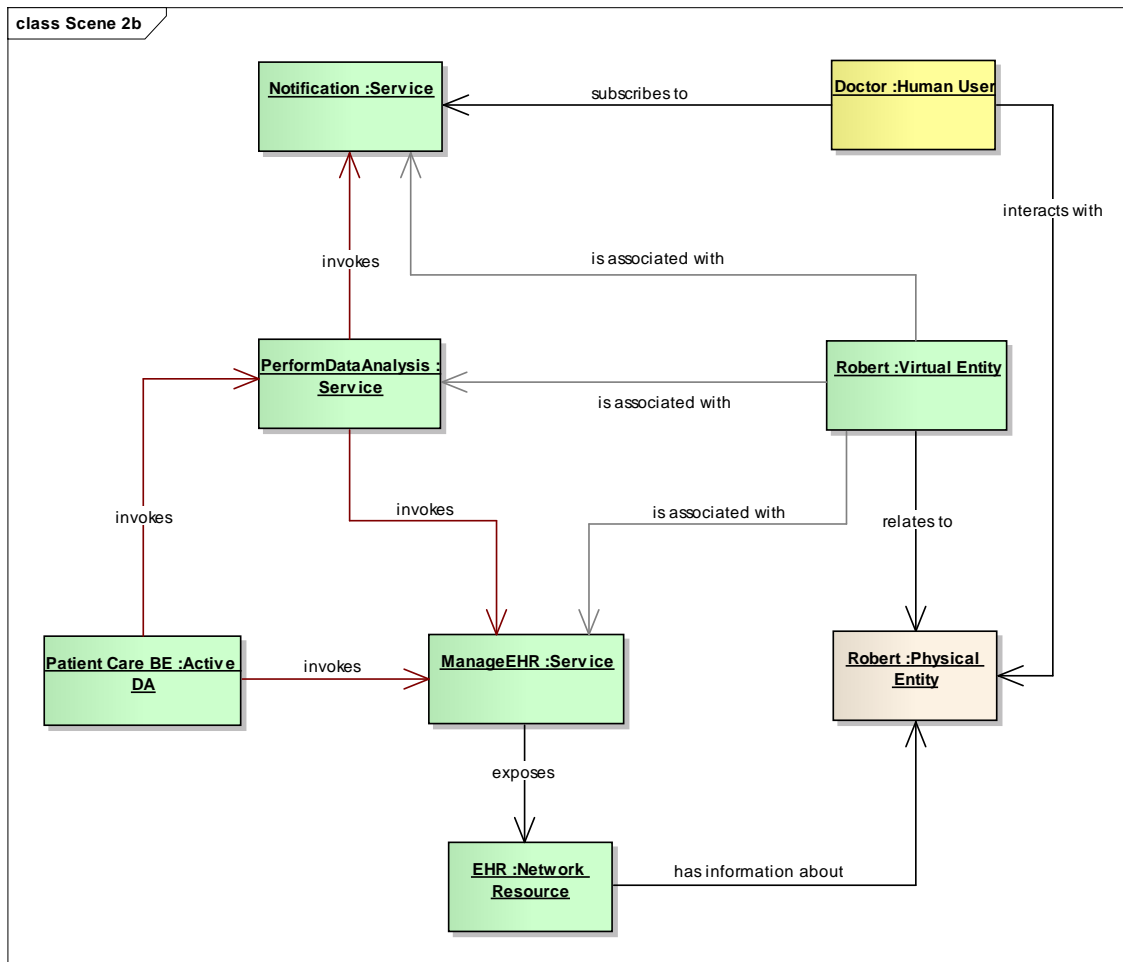 class Scene 2b
Notification :Service
Doctor :Human User
subscribes to
interacts with
invokes
is associated with
PerformDataAnalysis :
Service
Robert :Virtual Entity
is associated with
invokes
invokes
is associated with
relates to
Patient Care BE :Active
DA
invokes
ManageEHR :Service
Robert :Physical
Entity
exposes
EHR :Network
Resource
has information about